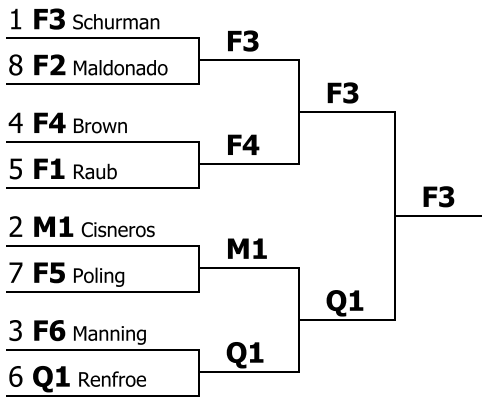 1 F3 Schurman
8 F2 Maldonado
F3
4 F4 Brown
5 F1 Raub
F4
F3
2 M1 Cisneros
7 F5 Poling
M1
3 F6 Manning
6 Q1 Renfroe
Q1
Q1
F3